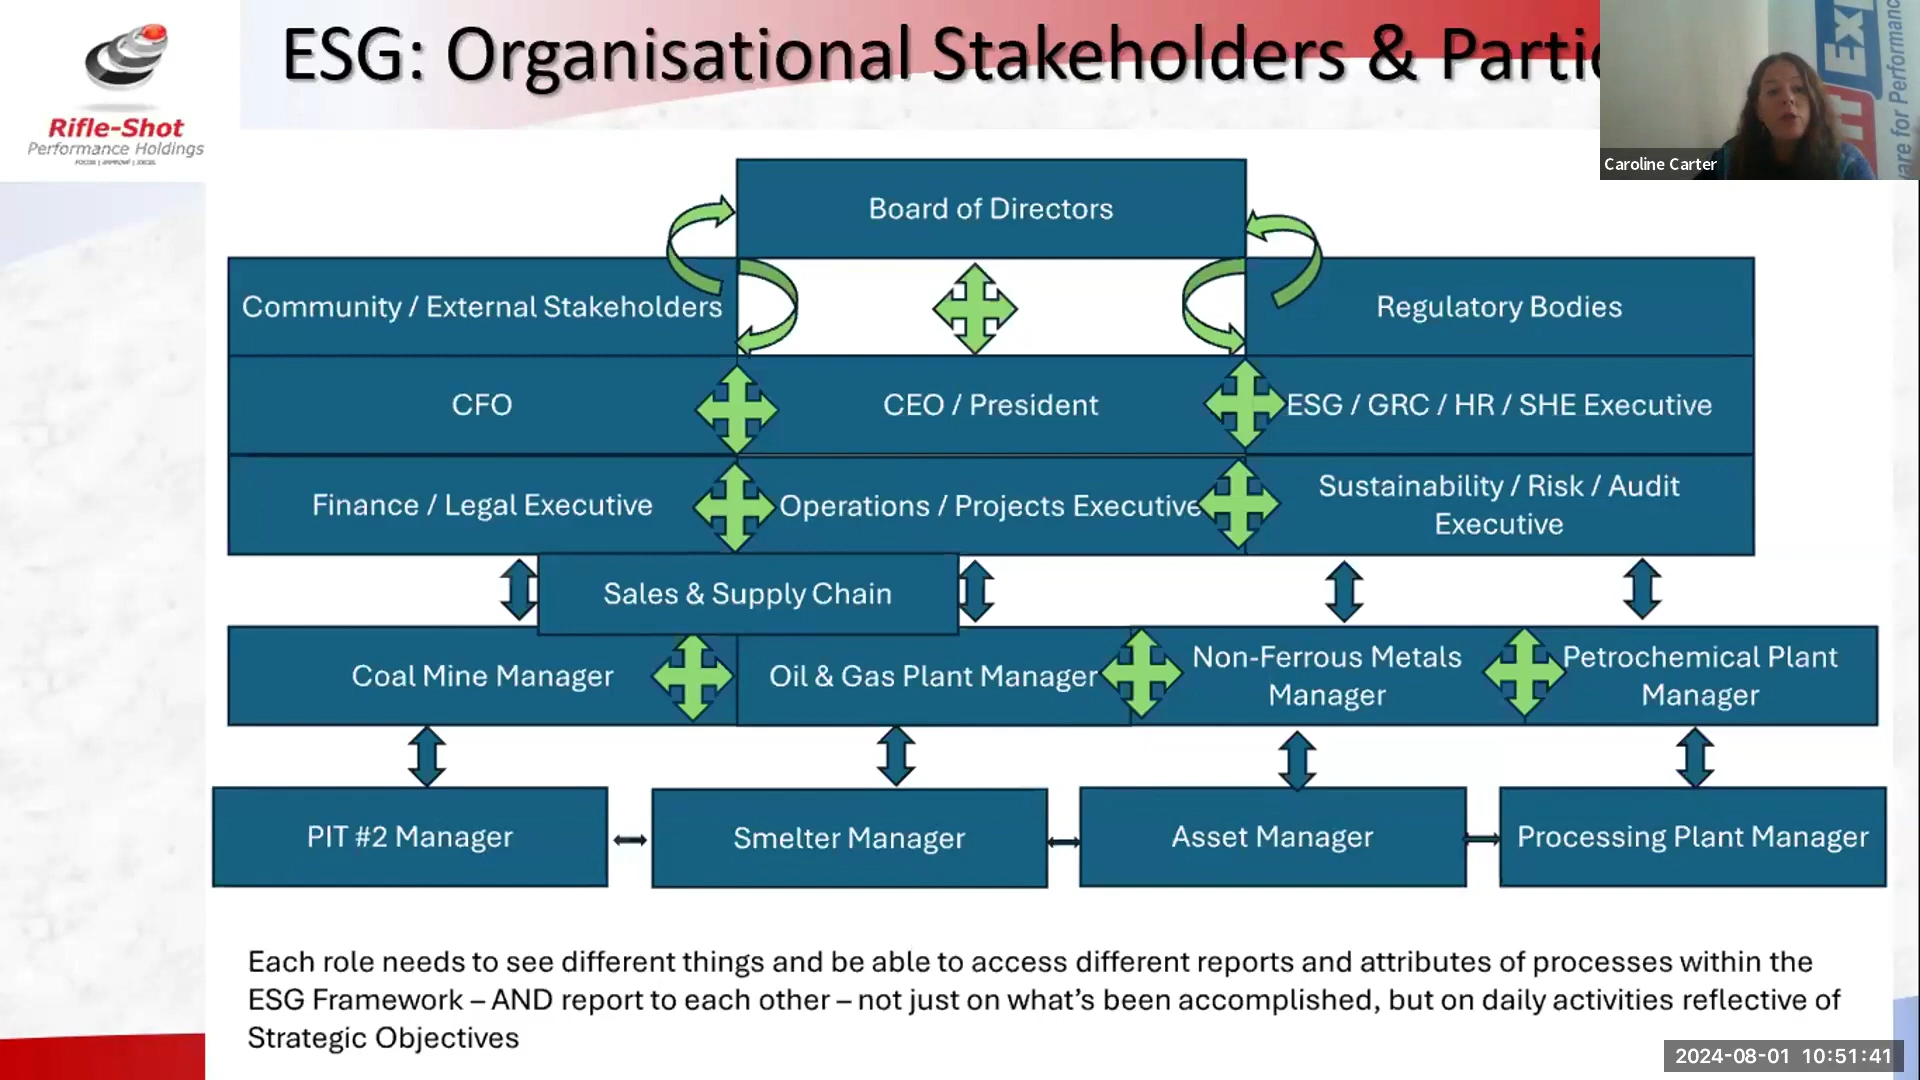 ESG: Organisational Stakeholders & Partic
Rifle-Shot
Performance Holdings
Caroline Carter
Board of Directors
Community / External Stakeholders
Regulatory Bodies
CFO
CEO / President
ESG / GRC / HR / SHE Executive
Finance / Legal Executive
Operations / Projects Executive
Sustainability / Risk / Audit
Executive
Sales & Supply Chain
Coal Mine Manager
Oil & Gas Plant Manager
Non-Ferrous Metals
Manager
Petrochemical Plant
Manager
PIT #2 Manager
Smelter Manager
Asset Manager
Processing Plant Manager
Each role needs to see different things and be able to access different reports and attributes of processes within the
ESG Framework – AND report to each other – not just on what’s been accomplished, but on daily activities reflective of
Strategic Objectives
2024-08-01 10:51:41